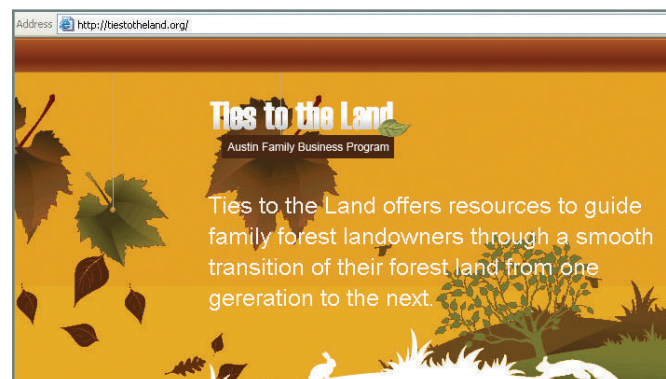 Address http://tiestotheland.org/
Ties to the Land
Austin Family Business Program
Ties to the Land offers resources to guide
family forest landowners through a smooth
transition of their forest land from one
gereration to the next.